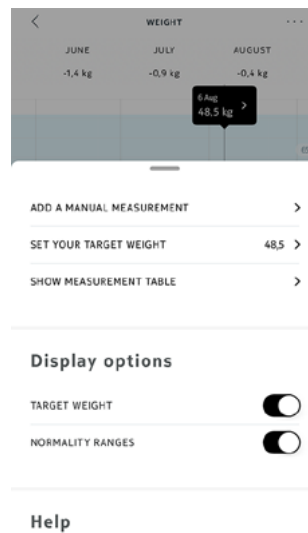 WEIGHT
JUNE JULY AUGUST
-1,4 kg -0,9 kg -0,4 kg
6 Aug
48,5 kg
ADD A MANUAL MEASUREMENT
SET YOUR TARGET WEIGHT 48,5
SHOW MEASUREMENT TABLE
Display options
TARGET WEIGHT
NORMALITY RANGES
Help